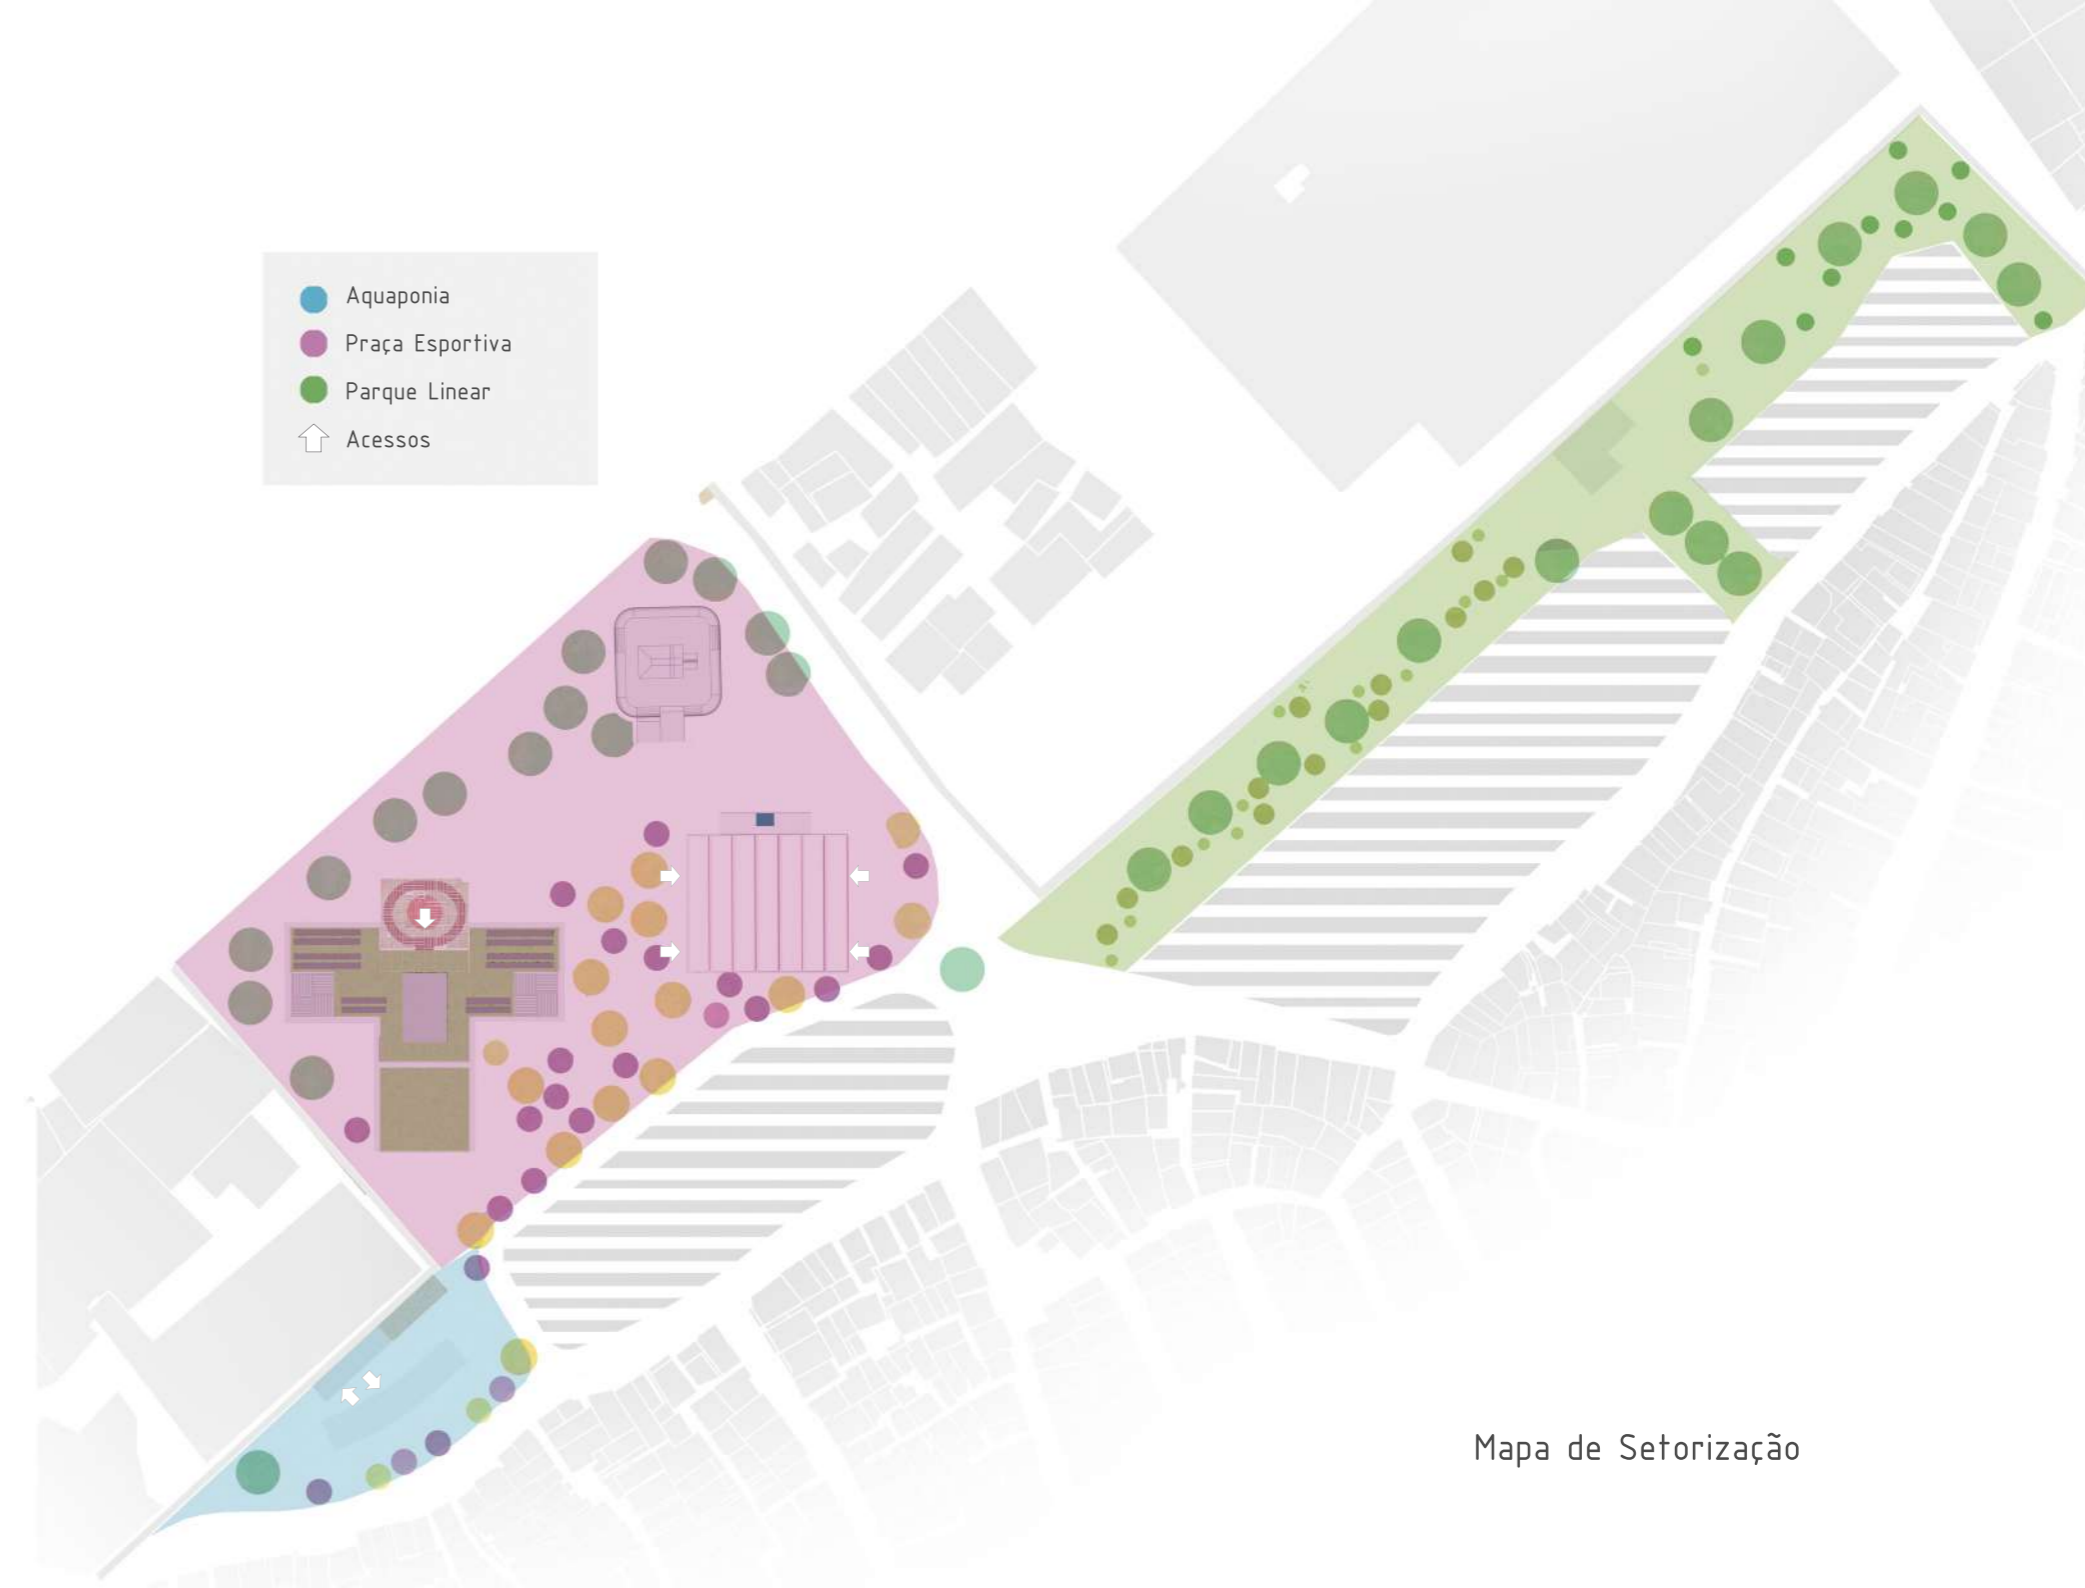 Aquaponia
Praça Esportiva
Parque Linear
Acessos
Mapa de Setorização